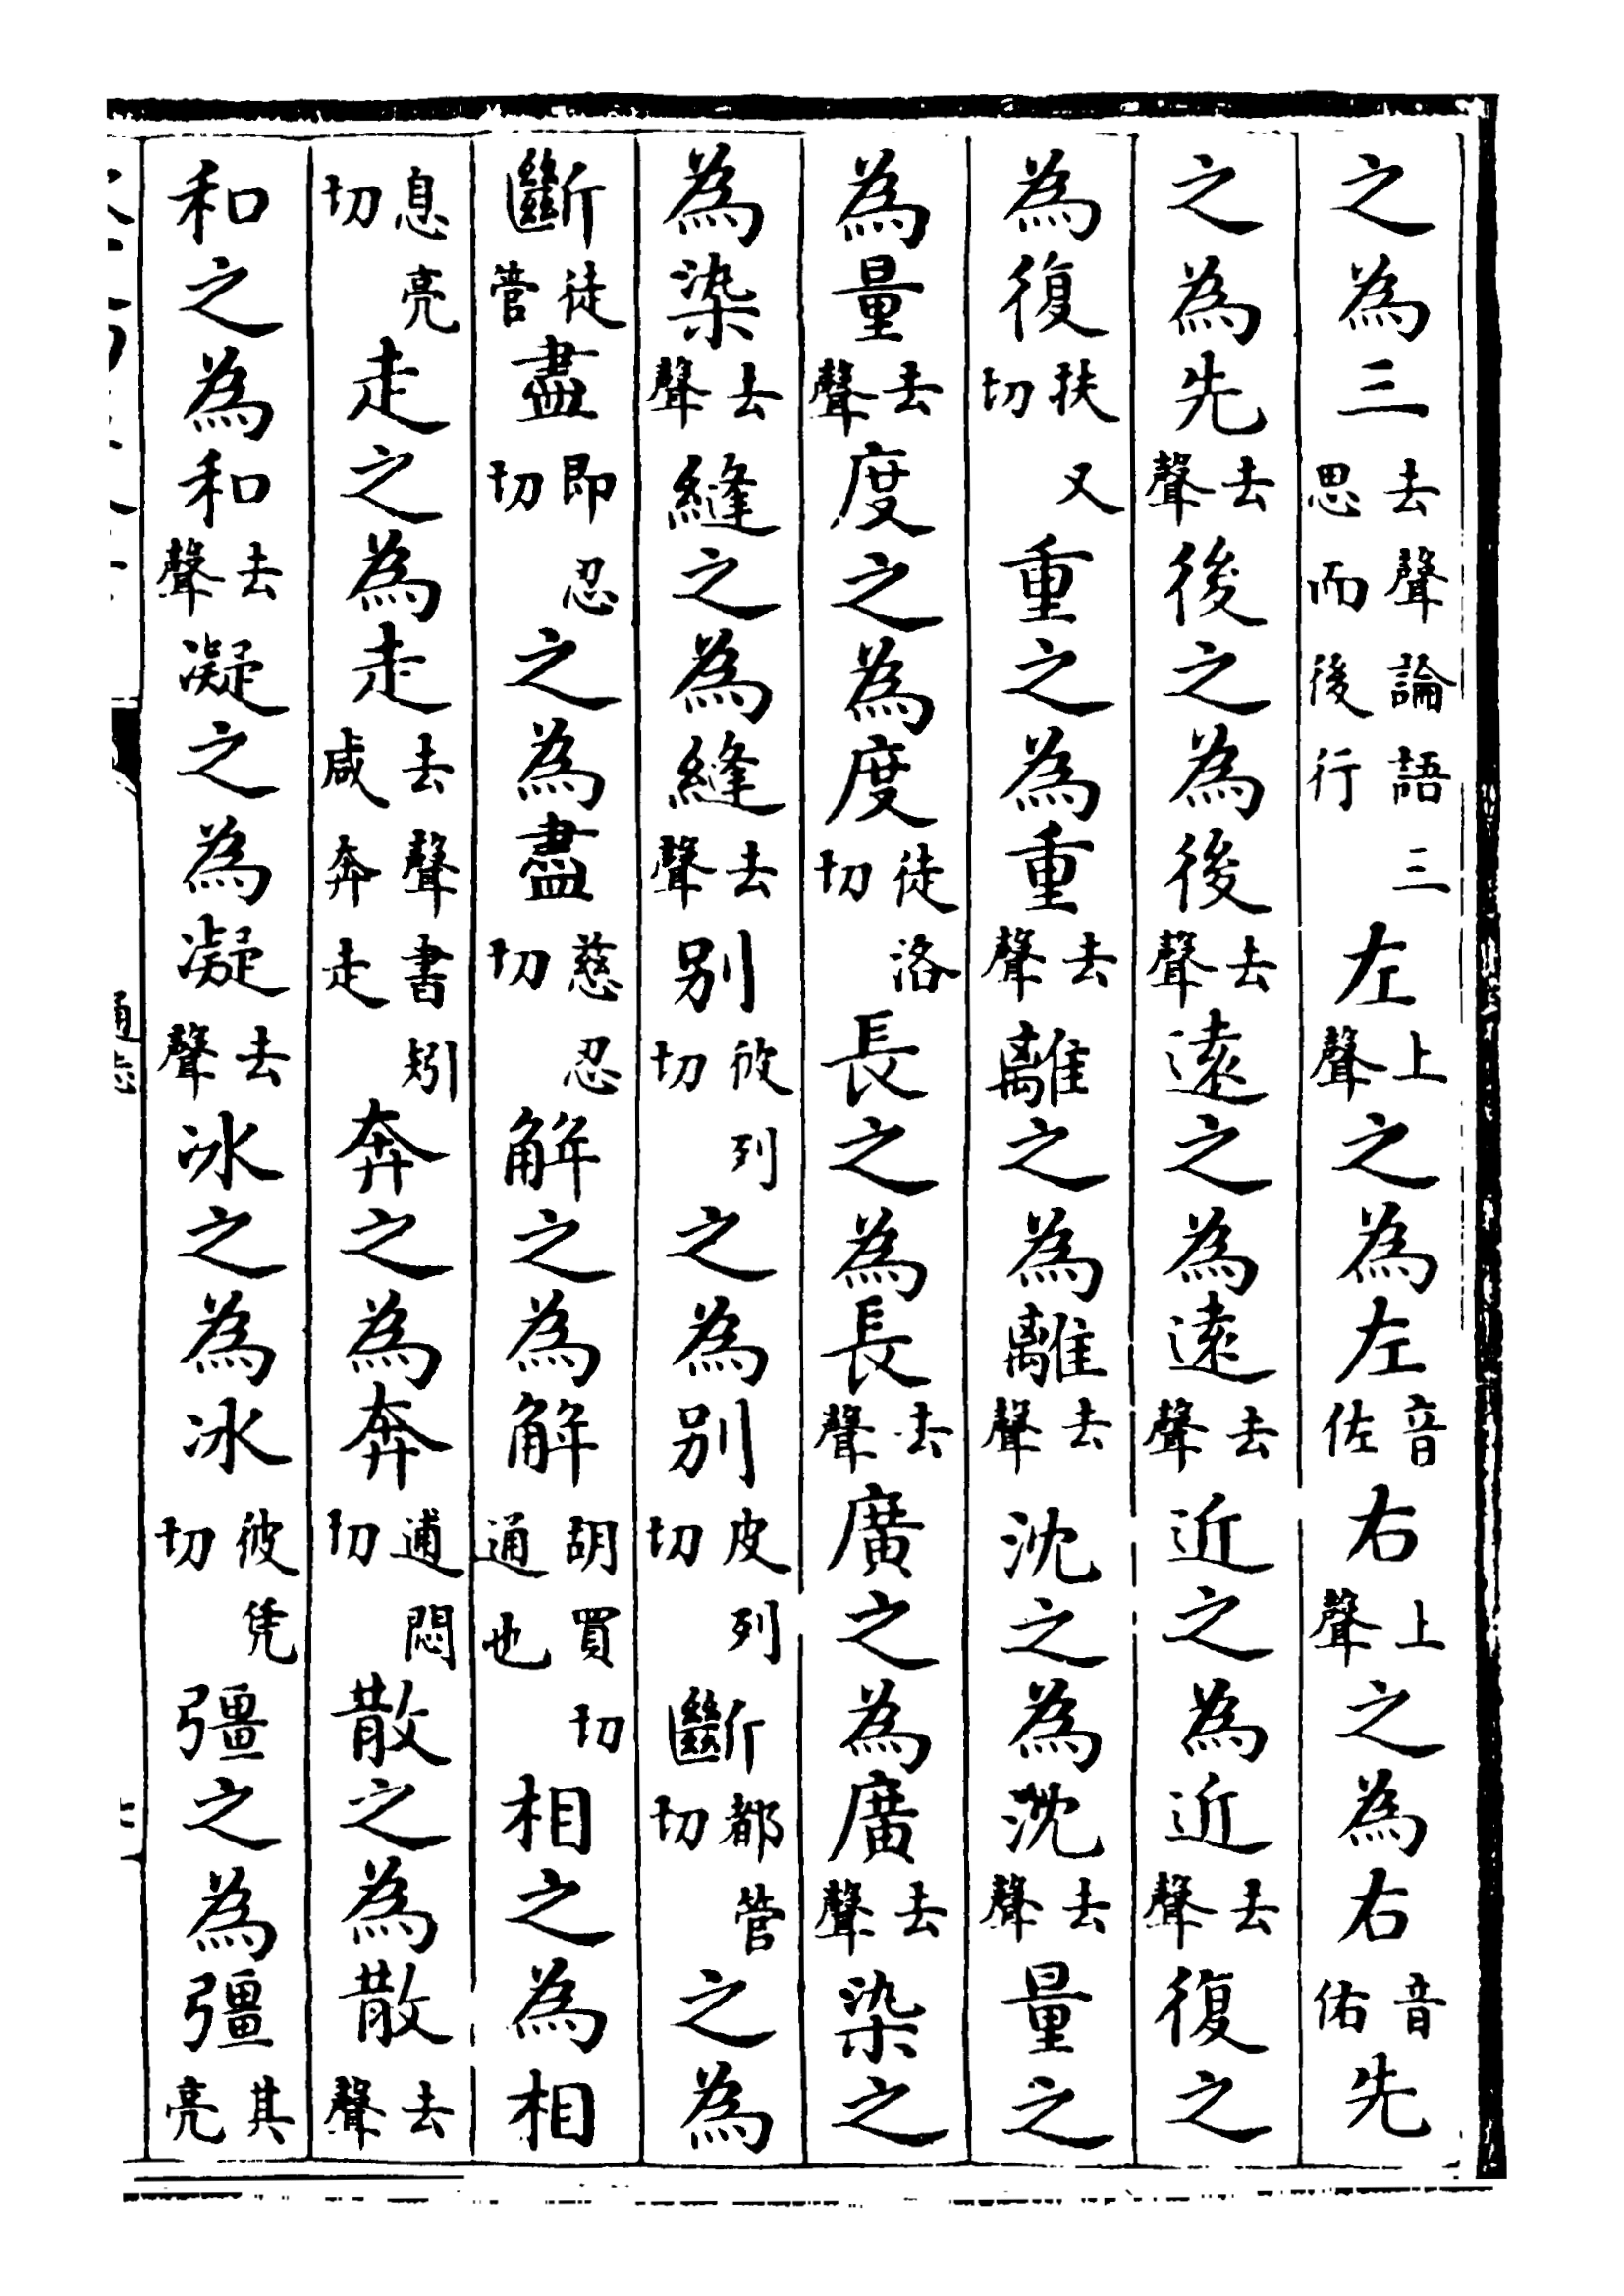 之為三去聲論語三思而後行左上聲之為左音佐右上聲之為右音佑先
之為先去聲後之為後去聲遠之為遠去聲近之為近去聲復之
為復扶又切重之為重去聲離之為離去聲沈之為沈去聲量之
為量去聲度之為度徒洛切長之為長去聲廣之為廣去聲染之
為染去聲縫之為縫去聲别彼列切之為别皮列切斷都管切之為
斷徒管盡即忍切之為盡慈忍切解之為解胡買切通也相之為相
息亮切走之為走去聲書矧咸奔走奔之為奔逋悶切散之為散去聲
和之為和去聲凝之為凝去聲冰之為冰彼凭切彊之為彊其亮
通志